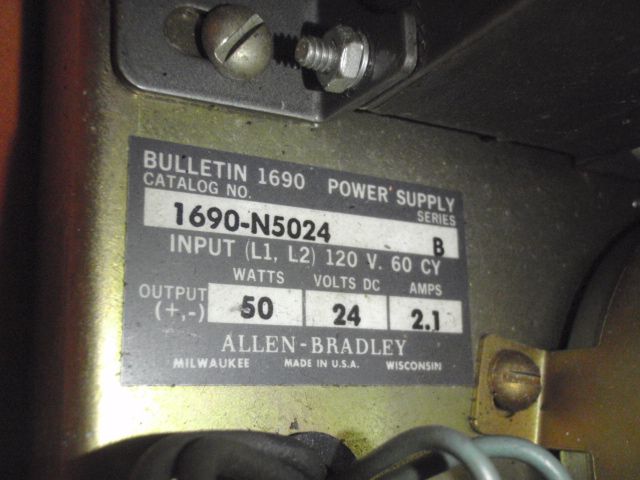 BULLETIN 1690 POWER SUPPLY
CATALOG NO. SERIES
1690-N5024 B
INPUT (L1, L2) 120 V. 60 CY
WATTS VOLTS DC AMPS
OUTPUT (+,-) 50 24 2.1
ALLEN-BRADLEY
MILWAUKEE MADE IN U.S.A. WISCONSIN